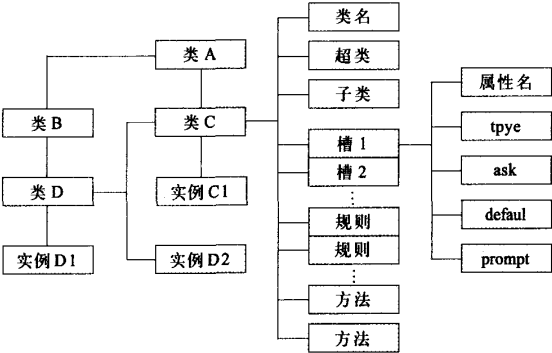 类A
类B
类C
类D
实例C1
实例D1
实例D2
类名
超类
子类
槽1
槽2
⋮
规则
规则
⋮
方法
方法
属性名
tpye
ask
defaul
prompt